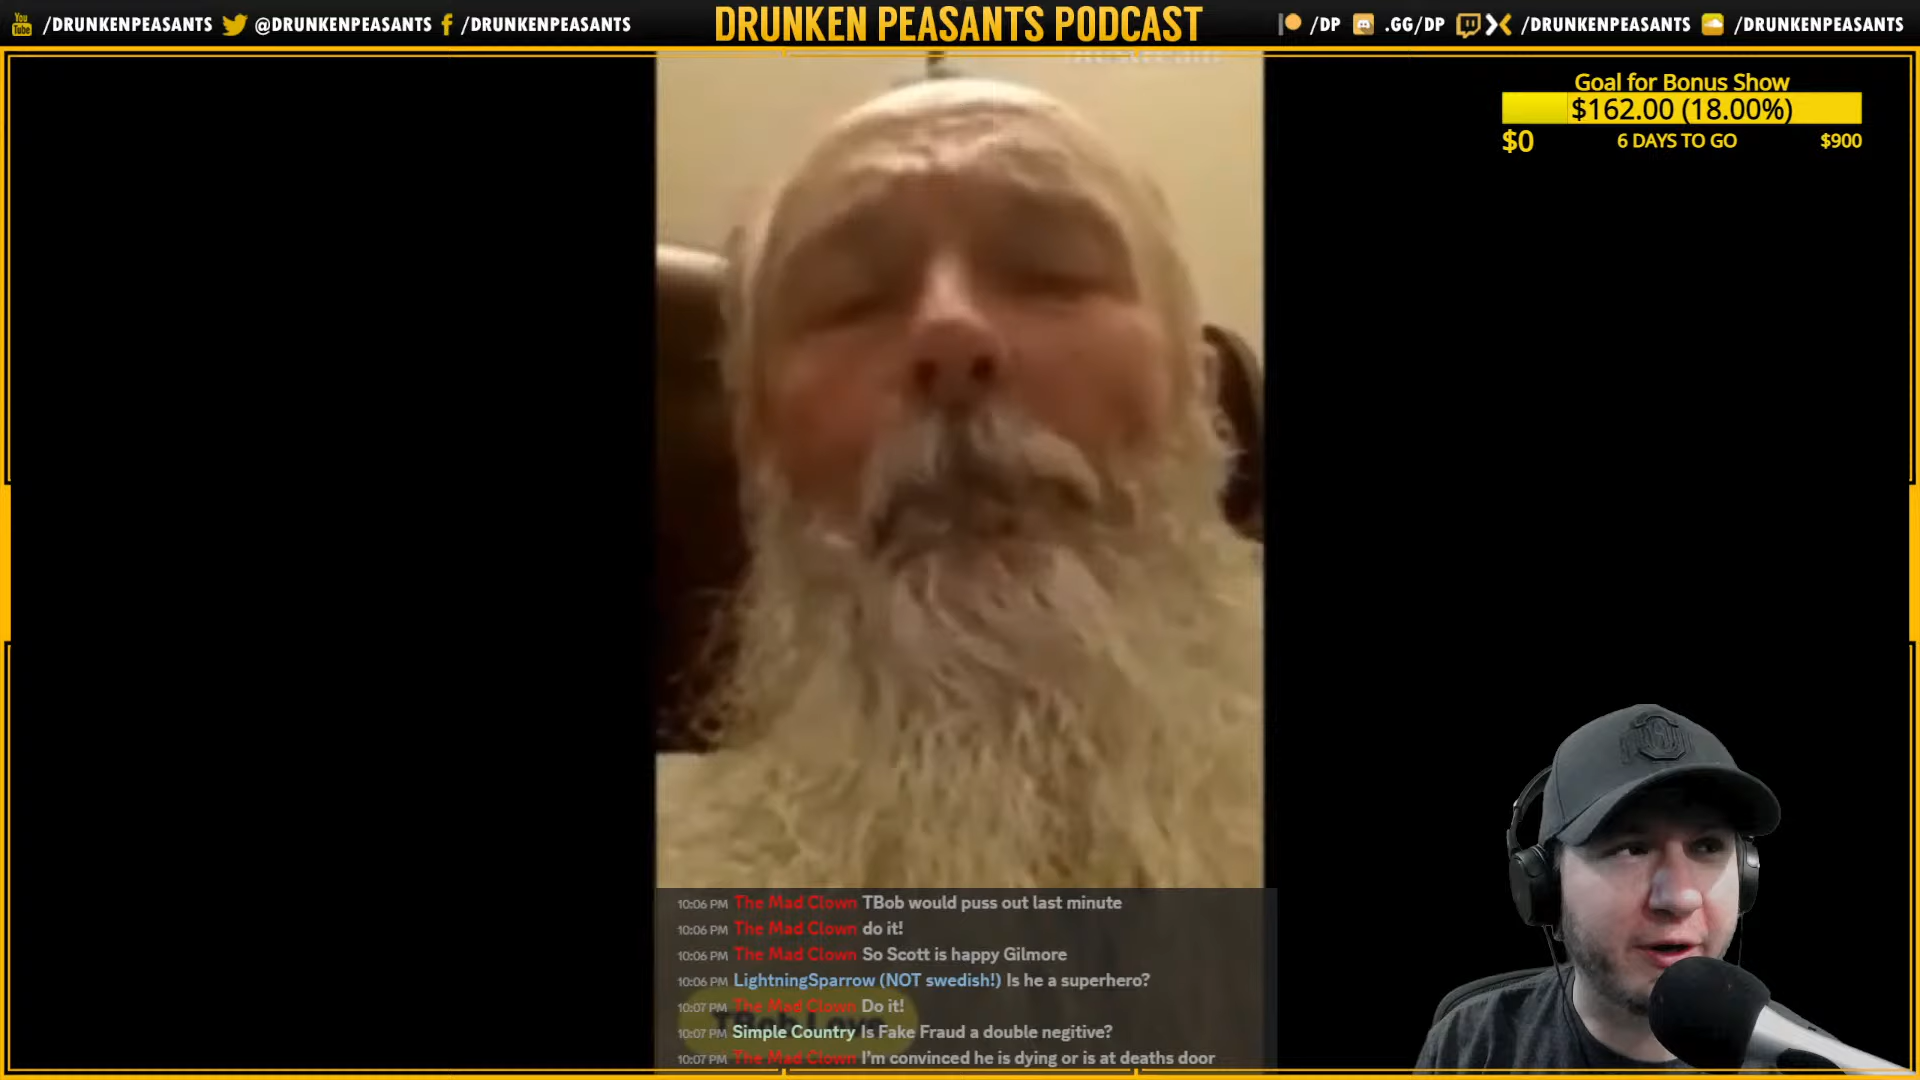 You Tube /DRUNKENPEASANTS @DRUNKENPEASANTS f /DRUNKENPEASANTS DRUNKEN PEASANTS PODCAST /DP .GG/DP /DRUNKENPEASANTS /DRUNKENPEASANTS
Goal for Bonus Show
$162.00 (18.00%)
$0 6 DAYS TO GO $900
10:06 PM The Mad Clown TBob would puss out last minute
10:06 PM The Mad Clown do it!
10:06 PM The Mad Clown So Scott is happy Gilmore
10:06 PM LightningSparrow (NOT swedish!) Is he a superhero?
10:07 PM The Mad Clown Do it!
10:07 PM Simple Country Is Fake Fraud a double negitive?
10:07 PM The Mad Clown I'm convinced he is dying or is at deaths door